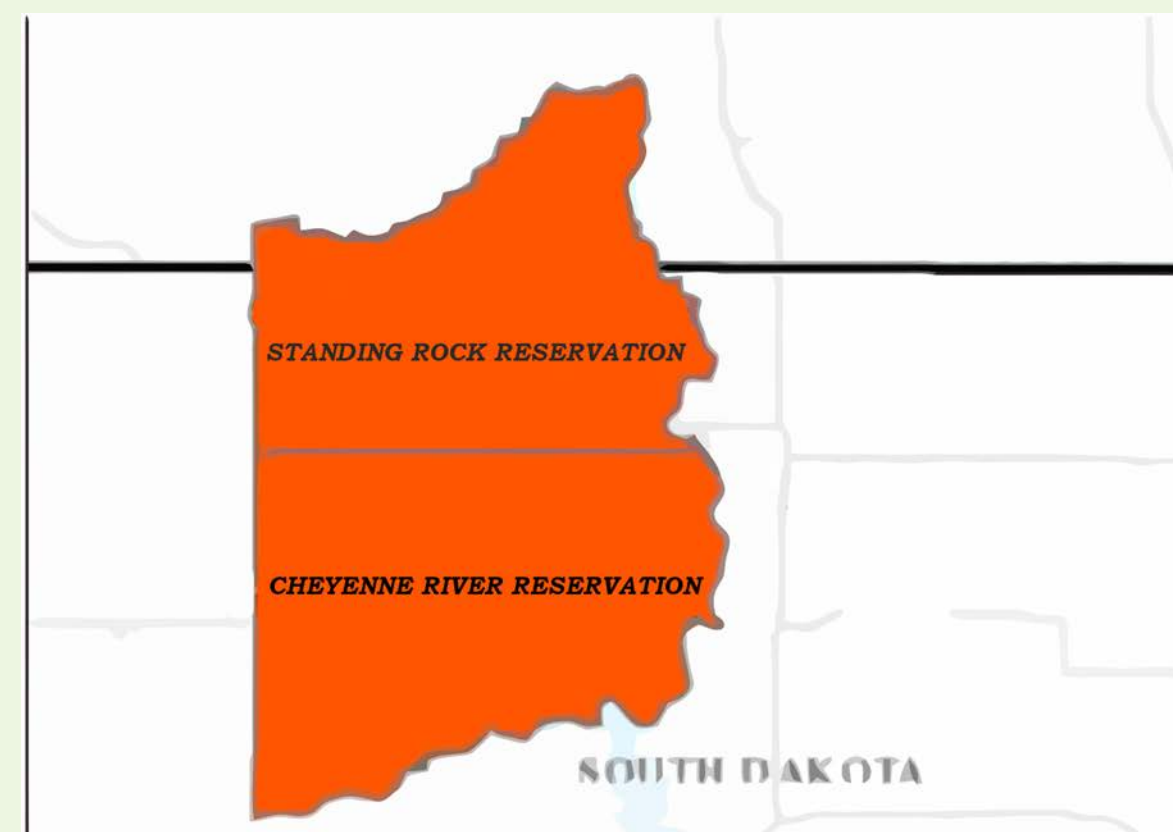 STANDING ROCK RESERVATION
CHEYENNE RIVER RESERVATION
SOUTH DAKOTA